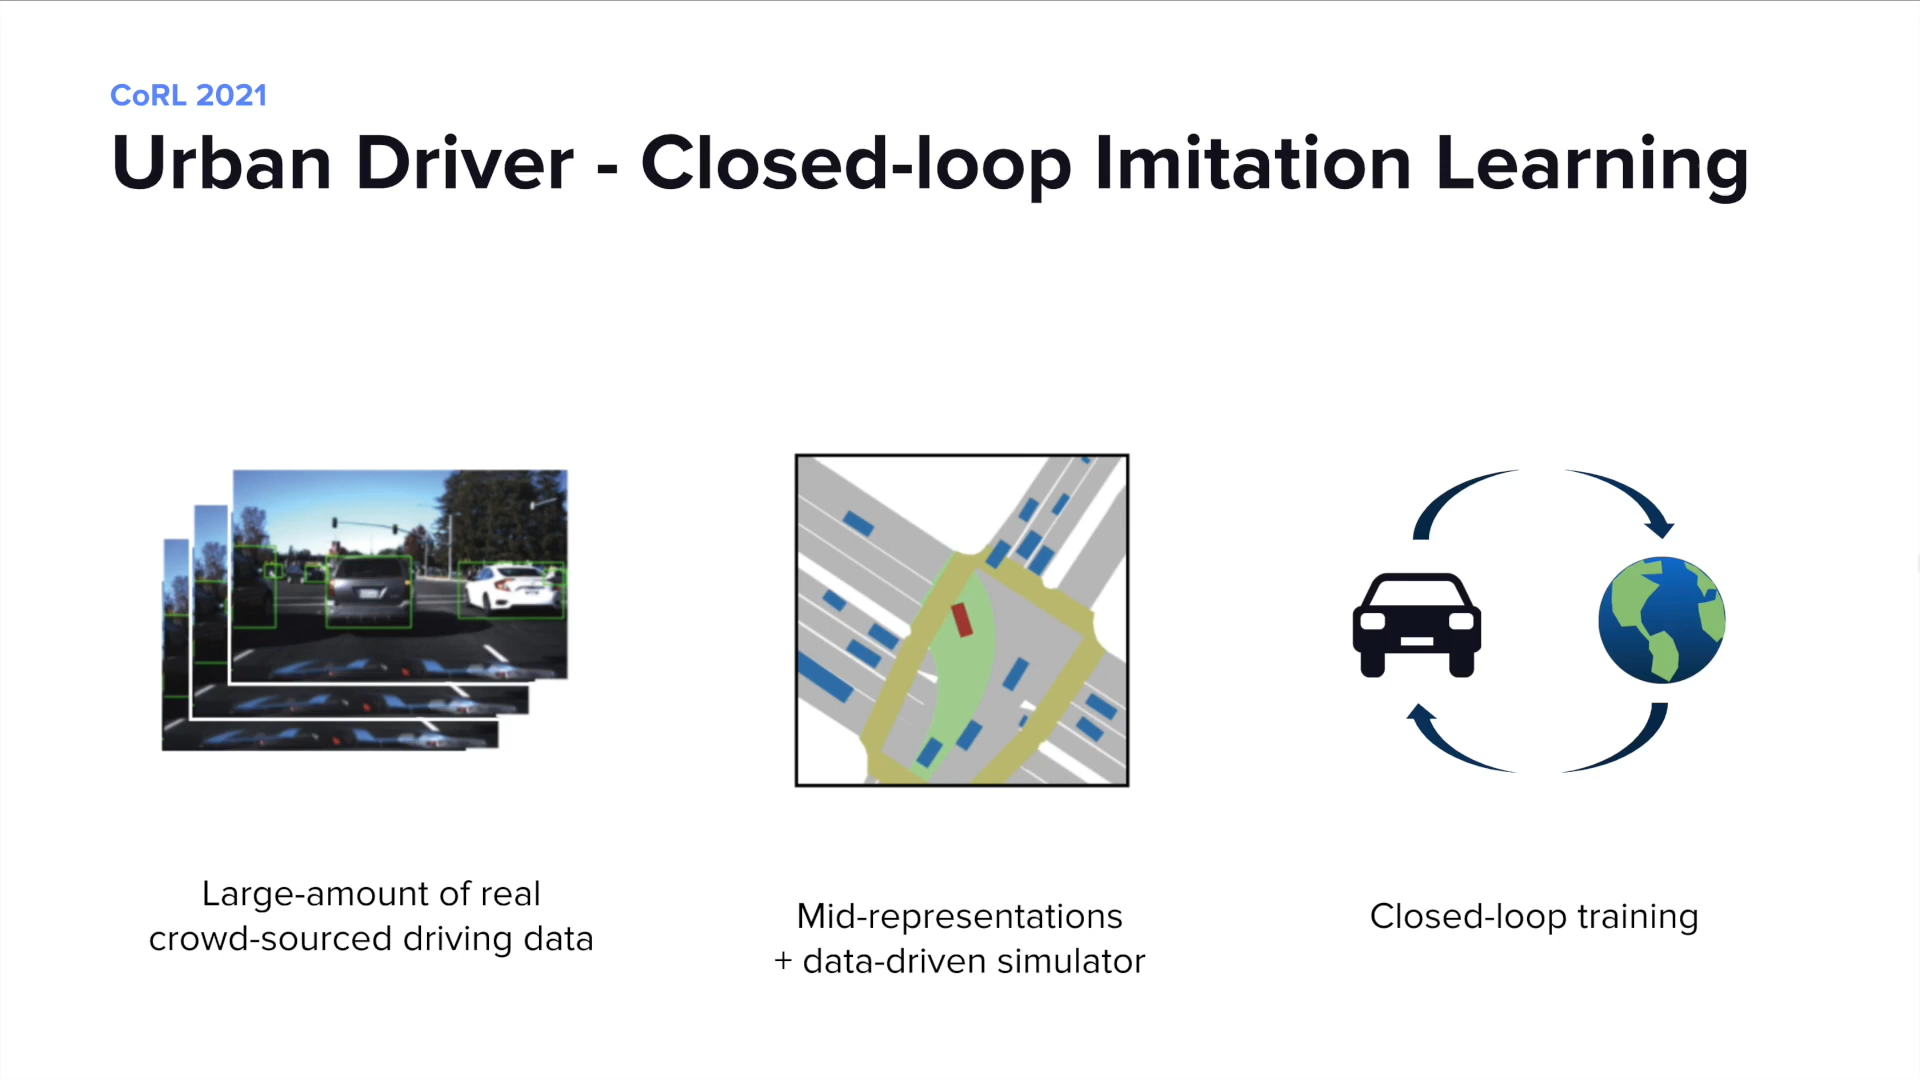 CoRL 2021
Urban Driver - Closed-loop Imitation Learning
Large-amount of real
crowd-sourced driving data
Mid-representations
+ data-driven simulator
Closed-loop training